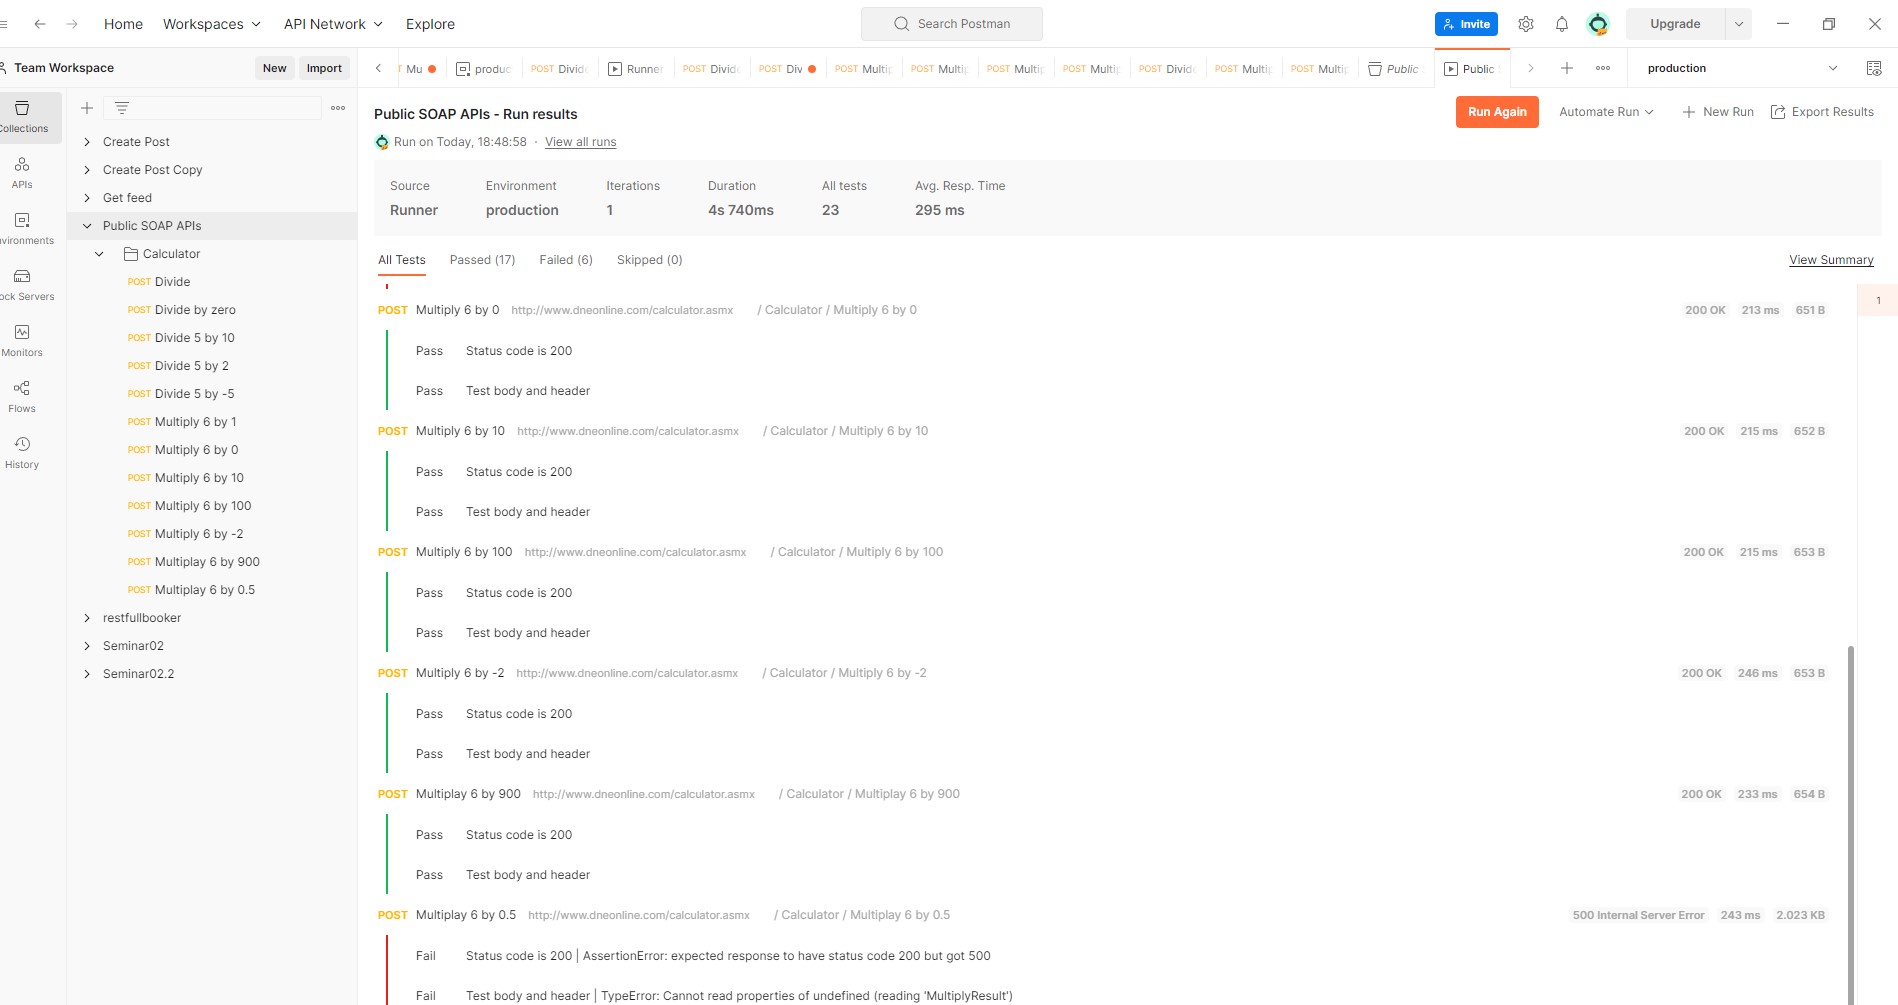 Home Workspaces API Network Explore
Search Postman
Invite
Upgrade
Team Workspace New Import
Mu produc POST Divide Runner POST Divide POST Div POST Multip POST Multip POST Multip POST Multip POST Divide POST Multip POST Multip Public Public
production
Collections
APIs
Environments
Mock Servers
Monitors
Flows
History
Create Post
Create Post Copy
Get feed
Public SOAP APIs
Calculator
POST Divide
POST Divide by zero
POST Divide 5 by 10
POST Divide 5 by 2
POST Divide 5 by -5
POST Multiply 6 by 1
POST Multiply 6 by 0
POST Multiply 6 by 10
POST Multiply 6 by 100
POST Multiply 6 by -2
POST Multiplay 6 by 900
POST Multiplay 6 by 0.5
restfullbooker
Seminar02
Seminar02.2
Public SOAP APIs - Run results
Run Again Automate Run New Run Export Results
Run on Today, 18:48:58 · View all runs
Source Environment Iterations Duration All tests Avg. Resp. Time
Runner production 1 4s 740ms 23 295 ms
All Tests Passed (17) Failed (6) Skipped (0) View Summary
1
POST Multiply 6 by 0 http://www.dneonline.com/calculator.asmx / Calculator / Multiply 6 by 0 200 OK 213 ms 651 B
Pass Status code is 200
Pass Test body and header
POST Multiply 6 by 10 http://www.dneonline.com/calculator.asmx / Calculator / Multiply 6 by 10 200 OK 215 ms 652 B
Pass Status code is 200
Pass Test body and header
POST Multiply 6 by 100 http://www.dneonline.com/calculator.asmx / Calculator / Multiply 6 by 100 200 OK 215 ms 653 B
Pass Status code is 200
Pass Test body and header
POST Multiply 6 by -2 http://www.dneonline.com/calculator.asmx / Calculator / Multiply 6 by -2 200 OK 246 ms 653 B
Pass Status code is 200
Pass Test body and header
POST Multiplay 6 by 900 http://www.dneonline.com/calculator.asmx / Calculator / Multiplay 6 by 900 200 OK 233 ms 654 B
Pass Status code is 200
Pass Test body and header
POST Multiplay 6 by 0.5 http://www.dneonline.com/calculator.asmx / Calculator / Multiplay 6 by 0.5 500 Internal Server Error 243 ms 2.023 KB
Fail Status code is 200 | AssertionError: expected response to have status code 200 but got 500
Fail Test body and header | TypeError: Cannot read properties of undefined (reading 'MultiplyResult')